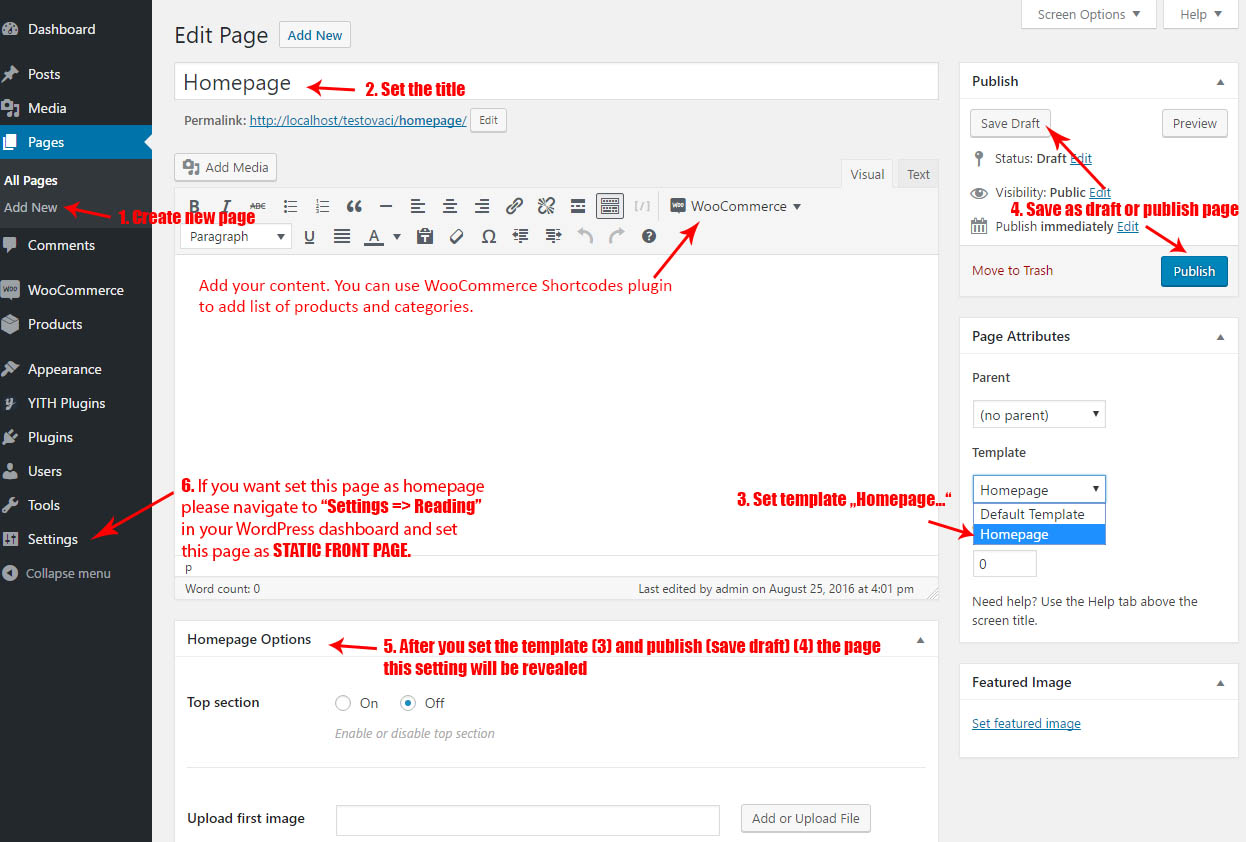 Dashboard
Posts
Media
Pages
All Pages
Add New
Comments
WooCommerce
Products
Appearance
YITH Plugins
Plugins
Users
Tools
Settings
Collapse menu
Screen Options
Help
Edit Page
Add New
Homepage
2. Set the title
Permalink: http://localhost/testovaci/homepage/
Edit
Add Media
Visual
Text
B I ABC
WooCommerce
1. Create new page
Paragraph
U
A
Ω
Add your content. You can use WooCommerce Shortcodes plugin
to add list of products and categories.
6. If you want set this page as homepage
please navigate to “Settings => Reading”
in your WordPress dashboard and set
this page as STATIC FRONT PAGE.
p
Word count: 0
Last edited by admin on August 25, 2016 at 4:01 pm
Homepage Options
5. After you set the template (3) and publish (save draft) (4) the page
this setting will be revealed
Top section
On
Off
Enable or disable top section
Upload first image
Add or Upload File
Publish
Save Draft
Preview
Status: Draft Edit
Visibility: Public Edit
4. Save as draft or publish page
Publish immediately Edit
Move to Trash
Publish
Page Attributes
Parent
(no parent)
Template
Homepage
3. Set template „Homepage...“
Default Template
Homepage
0
Need help? Use the Help tab above the
screen title.
Featured Image
Set featured image